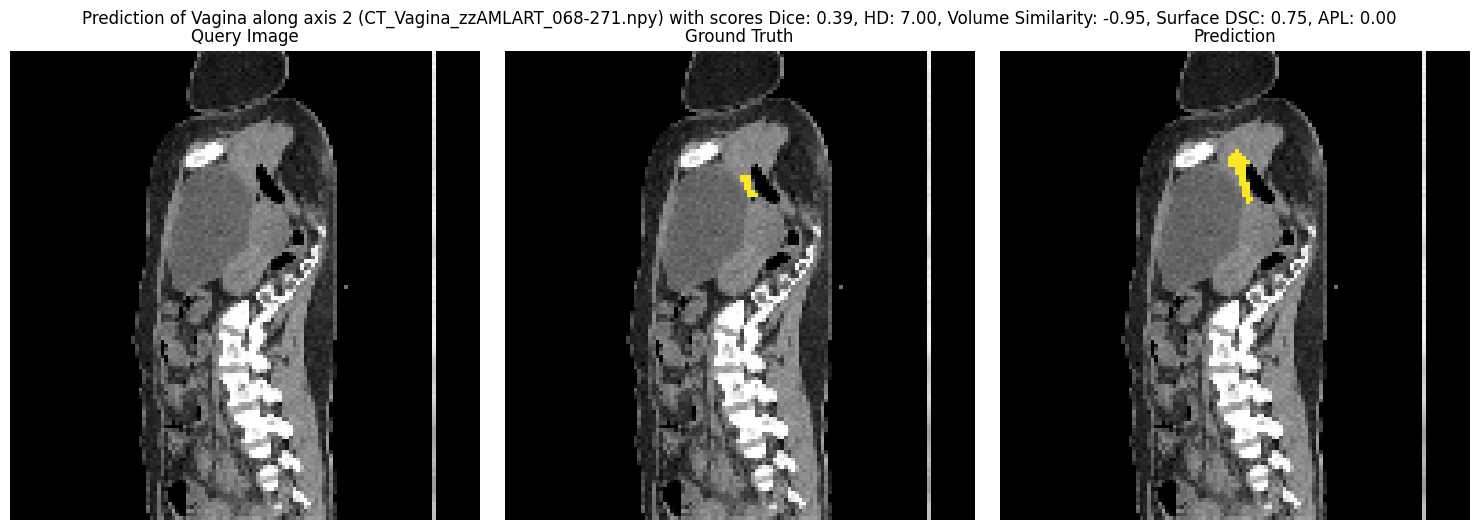 Prediction of Vagina along axis 2 (CT_Vagina_zzAMLART_068-271.npy) with scores Dice: 0.39, HD: 7.00, Volume Similarity: -0.95, Surface DSC: 0.75, APL: 0.00
Query Image
Ground Truth
Prediction